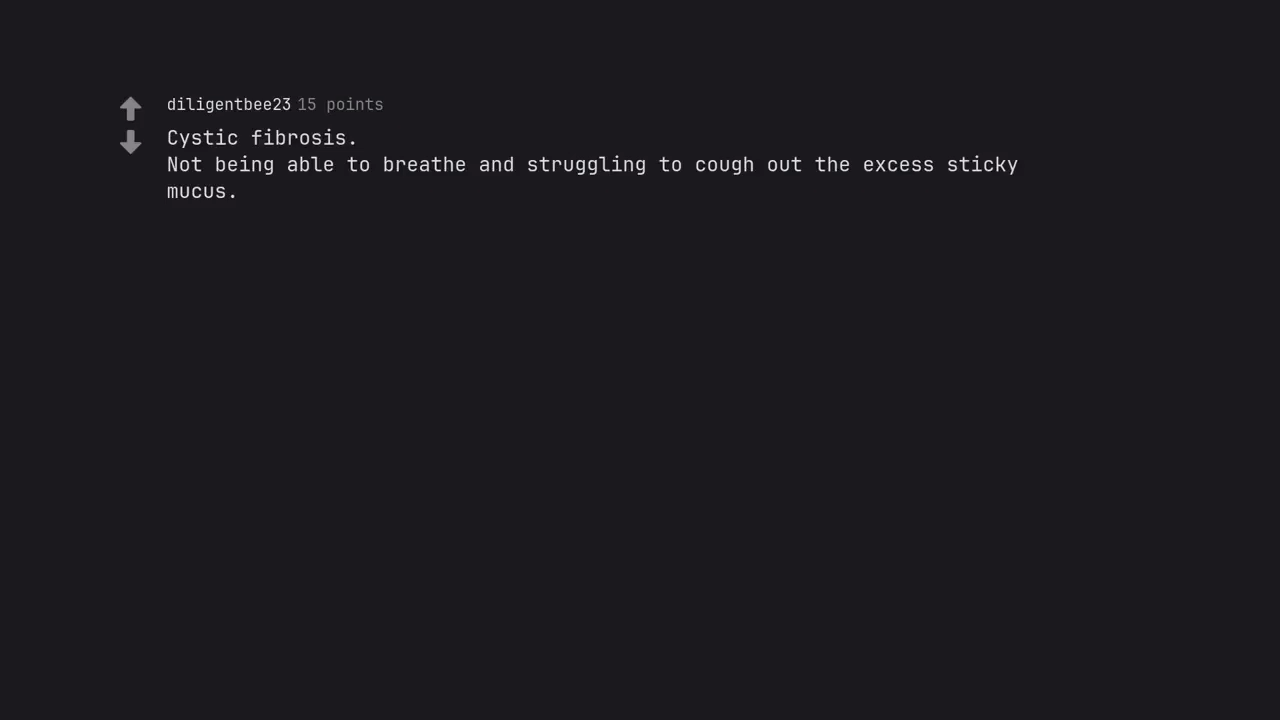 diligentbee23 15 points
Cystic fibrosis.
Not being able to breathe and struggling to cough out the excess sticky
mucus.